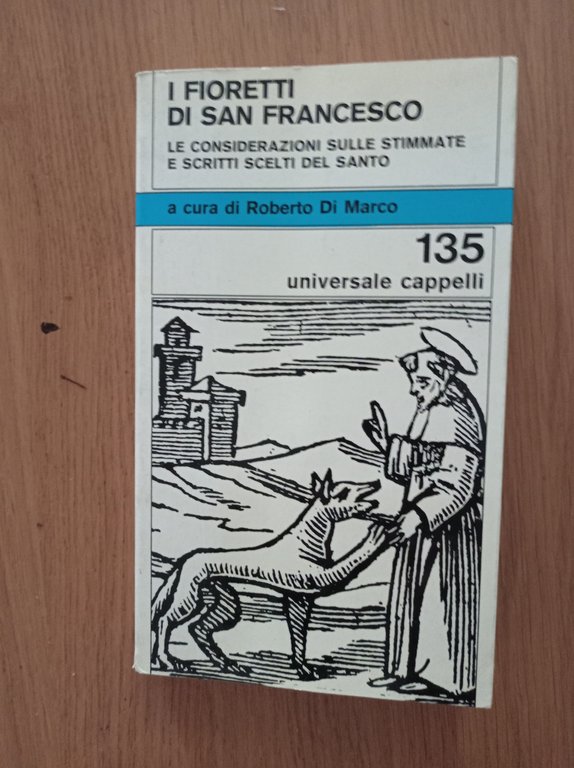 I FIORETTI
DI SAN FRANCESCO
LE CONSIDERAZIONI SULLE STIMMATE
E SCRITTI SCELTI DEL SANTO
a cura di Roberto Di Marco
135
universale cappelli